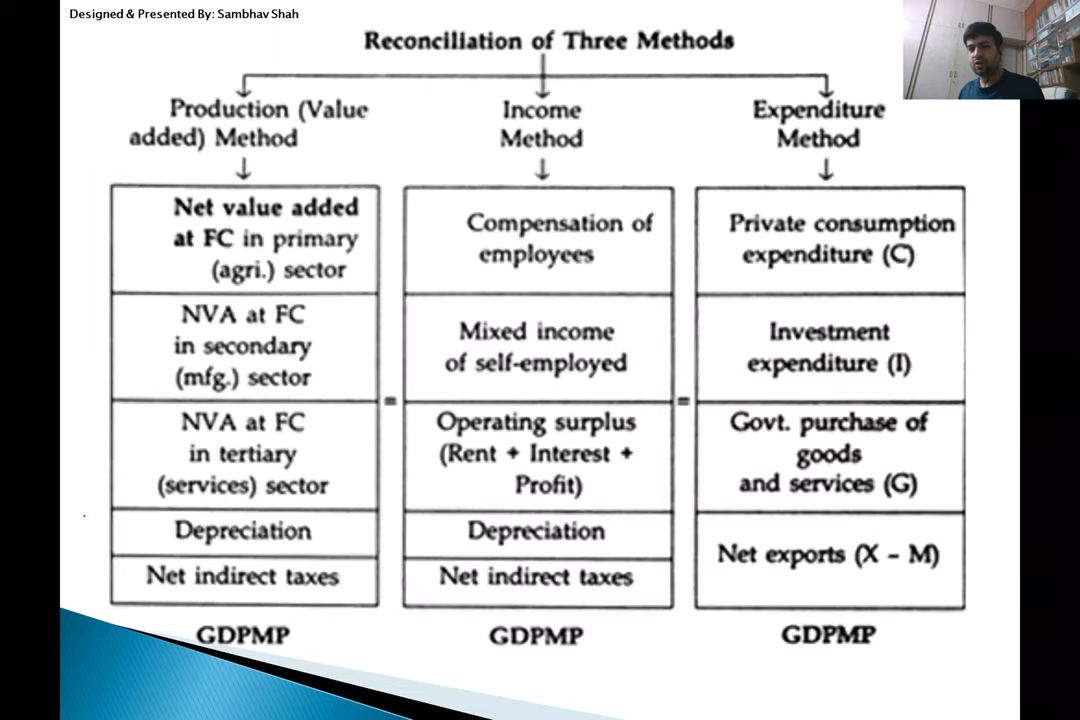 Designed & Presented By: Sambhav Shah
Reconciliation of Three Methods
Production (Value
added) Method
Net value added
at FC in primary
(agri.) sector
NVA at FC
in secondary
(mfg.) sector
NVA at FC
in tertiary
(services) sector
Depreciation
Net indirect taxes
GDPMP
=
Income
Method
Compensation of
employees
Mixed income
of self-employed
Operating surplus
(Rent + Interest +
Profit)
Depreciation
Net indirect taxes
GDPMP
=
Expenditure
Method
Private consumption
expenditure (C)
Investment
expenditure (I)
Govt. purchase of
goods
and services (G)
Net exports (X – M)
GDPMP